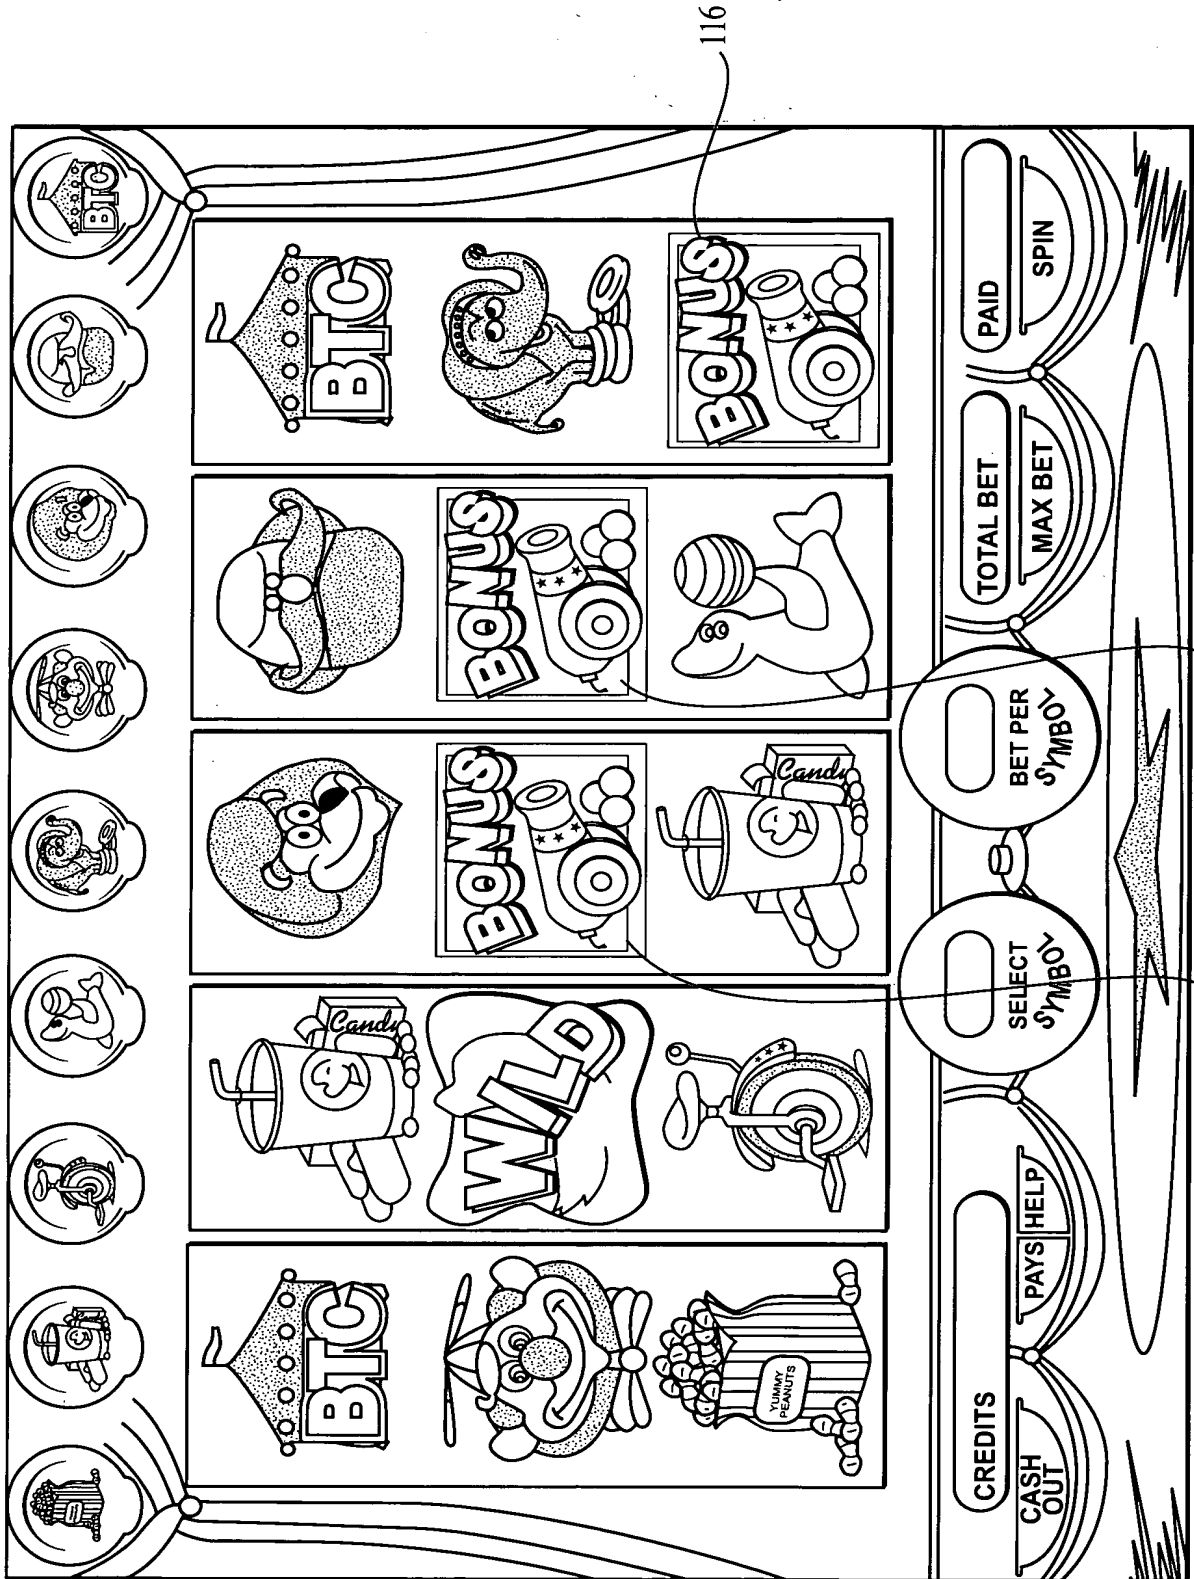 BTC
BTC
Candy
BTC
WILD
BONUS
BONUS
YUMMY
PEANUTS
Candy
BONUS
116
CREDITS
TOTAL BET
PAID
CASH
OUT
PAYS
HELP
SELECT
SYMBOL
BET PER
SYMBOL
MAX BET
SPIN